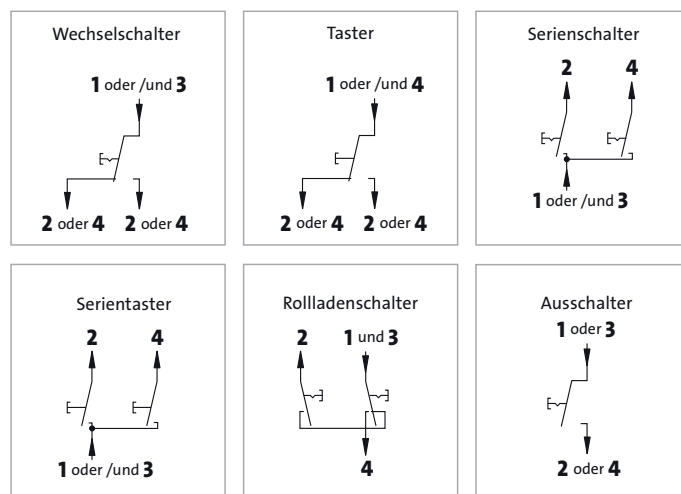 Wechselschalter
1 oder /und 3
2 oder 4 2 oder 4
Taster
1 oder /und 4
2 oder 4 2 oder 4
Serienschalter
2 4
1 oder /und 3
Serientaster
2 4
1 oder /und 3
Rollladenschalter
2 1 und 3
4
Ausschalter
1 oder 3
2 oder 4